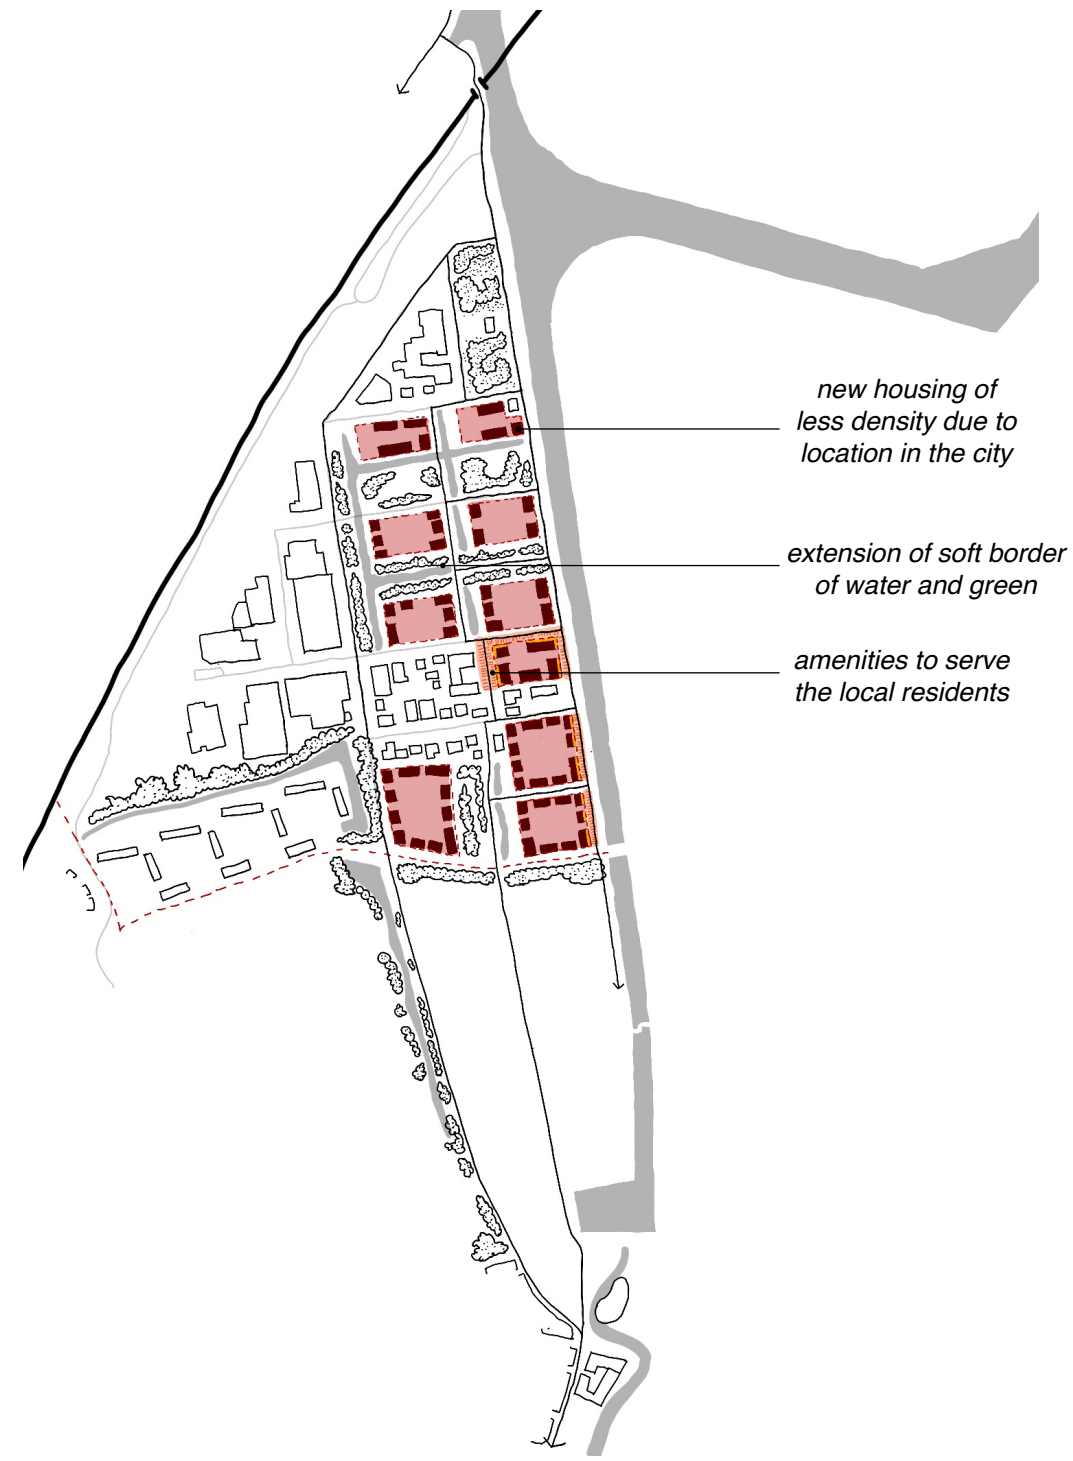 new housing of
less density due to
location in the city
extension of soft border
of water and green
amenities to serve
the local residents